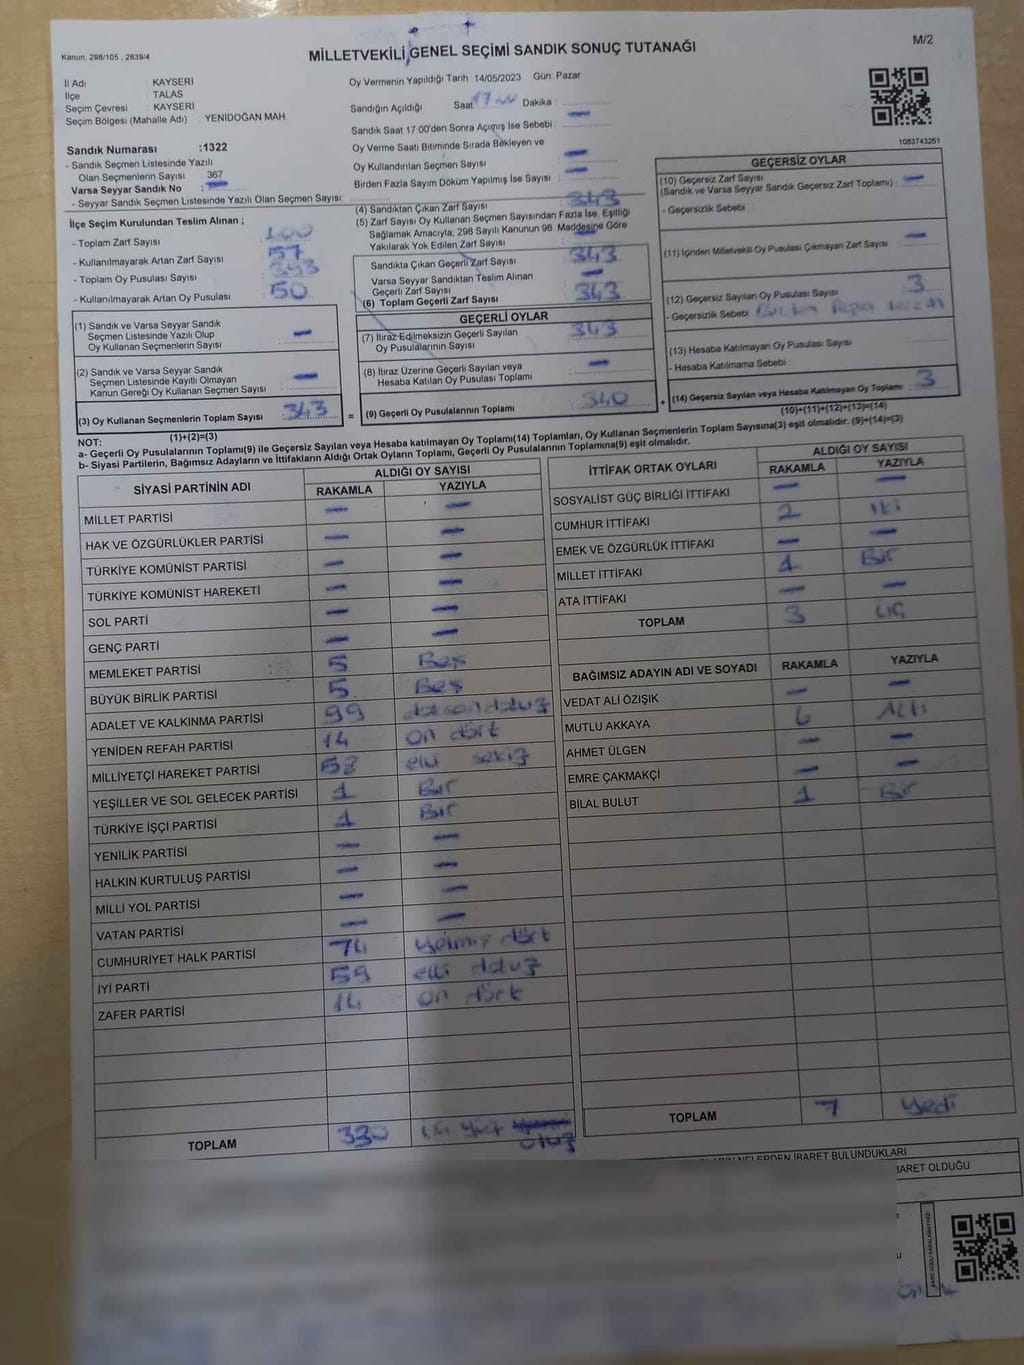 Kanun: 298/105 , 2839/4
M/2
MİLLETVEKİLİ GENEL SEÇİMİ SANDIK SONUÇ TUTANAĞI
İl Adı : KAYSERİ
İlçe : TALAS
Seçim Çevresi : KAYSERİ
Seçim Bölgesi (Mahalle Adı) : YENİDOĞAN MAH
Sandık Numarası :1322
- Sandık Seçmen Listesinde Yazılı
Olan Seçmenlerin Sayısı : 367
Varsa Seyyar Sandık No : -
- Seyyar Sandık Seçmen Listesinde Yazılı Olan Seçmen Sayısı:
Oy Vermenin Yapıldığı Tarih :14/05/2023 Gün: Pazar
Sandığın Açıldığı Saat 17.00 Dakika :
Sandık Saat 17:00'den Sonra Açmış İse Sebebi : -
Oy Verme Saati Bitiminde Sırada Bekleyen ve
Oy Kullandırılan Seçmen Sayısı : -
Birden Fazla Sayım Döküm Yapılmış İse Sayısı : -
1083743261
İlçe Seçim Kurulundan Teslim Alınan ;
- Toplam Zarf Sayısı : 400
- Kullanılmayarak Artan Zarf Sayısı : 57
- Toplam Oy Pusulası Sayısı : 393
- Kullanılmayarak Artan Oy Pusulası : 50
(1) Sandık ve Varsa Seyyar Sandık
Seçmen Listesinde Yazılı Olup
Oy Kullanan Seçmenlerin Sayısı : -
(2) Sandık ve Varsa Seyyar Sandık
Seçmen Listesinde Kayıtlı Olmayan
Kanun Gereği Oy Kullanan Seçmen Sayısı : -
(3) Oy Kullanan Seçmenlerin Toplam Sayısı : 343
(1)+(2)=(3)
(4) Sandıktan Çıkan Zarf Sayısı : 343
(5) Zarf Sayısı Oy Kullanan Seçmen Sayısından Fazla İse, Eşitliği
Sağlamak Amacıyla, 298 Sayılı Kanunun 98. Maddesine Göre
Yakılarak Yok Edilen Zarf Sayısı : -
Sandıkta Çıkan Geçerli Zarf Sayısı : 343
Varsa Seyyar Sandıktan Teslim Alınan
Geçerli Zarf Sayısı : -
(6) Toplam Geçerli Zarf Sayısı : 343
GEÇERLİ OYLAR
(7) İtiraz Edilmeksizin Geçerli Sayılan
Oy Pusulalarının Sayısı : 343
(8) İtiraz Üzerine Geçerli Sayılan veya
Hesaba Katılan Oy Pusulası Toplamı : -
= (9) Geçerli Oy Pusulalarının Toplamı : 340
GEÇERSİZ OYLAR
(10) Geçersiz Zarf Sayısı
(Sandık ve Varsa Seyyar Sandık Geçersiz Zarf Toplamı) : -
- Geçersizlik Sebebi :
(11) İçinden Milletvekili Oy Pusulası Çıkmayan Zarf Sayısı : -
(12) Geçersiz Sayılan Oy Pusulası Sayısı : 3
- Geçersizlik Sebebi
(13) Hesaba Katılmayan Oy Pusulası Sayısı :
- Hesaba Katılmama Sebebi :
+ (14) Geçersiz Sayılan veya Hesaba Katılmayan Oy Toplamı : 3
(10)+(11)+(12)+(13)=(14)
NOT:
a- Geçerli Oy Pusulalarının Toplamı(9) ile Geçersiz Sayılan veya Hesaba katılmayan Oy Toplamı(14) Toplamları, Oy Kullanan Seçmenlerin Toplam Sayısına(3) eşit olmalıdır. (9)+(14)=(3)
b- Siyasi Partilerin, Bağımsız Adayların ve İttifakların Aldığı Ortak Oyların Toplamı, Geçerli Oy Pusulalarının Toplamına(9) eşit olmalıdır.
SİYASİ PARTİNİN ADI ALDIĞI OY SAYISI
RAKAMLA YAZIYLA
MİLLET PARTİSİ - -
HAK VE ÖZGÜRLÜKLER PARTİSİ - -
TÜRKİYE KOMÜNİST PARTİSİ - -
TÜRKİYE KOMÜNİST HAREKETİ - -
SOL PARTİ - -
GENÇ PARTİ - -
MEMLEKET PARTİSİ 5 Beş
BÜYÜK BİRLİK PARTİSİ 5 Beş
ADALET VE KALKINMA PARTİSİ 99 doksandokuz
YENİDEN REFAH PARTİSİ 14 on dört
MİLLİYETÇİ HAREKET PARTİSİ 58 elli sekiz
YEŞİLLER VE SOL GELECEK PARTİSİ 1 Bir
TÜRKİYE İŞÇİ PARTİSİ 1 Bir
YENİLİK PARTİSİ - -
HALKIN KURTULUŞ PARTİSİ - -
MİLLİ YOL PARTİSİ - -
VATAN PARTİSİ - -
CUMHURİYET HALK PARTİSİ 74 yetmiş dört
İYİ PARTİ 59 elli dokuz
ZAFER PARTİSİ 14 on dört
TOPLAM 330 yüz otuz
İTTİFAK ORTAK OYLARI ALDIĞI OY SAYISI
RAKAMLA YAZIYLA
SOSYALİST GÜÇ BİRLİĞİ İTTİFAKI - -
CUMHUR İTTİFAKI 2 iki
EMEK VE ÖZGÜRLÜK İTTİFAKI - -
MİLLET İTTİFAKI 1 Bir
ATA İTTİFAKI - -
TOPLAM 3 üç
BAĞIMSIZ ADAYIN ADI VE SOYADI RAKAMLA YAZIYLA
VEDAT ALİ ÖZIŞIK - -
MUTLU AKKAYA 6 Altı
AHMET ÜLGEN - -
EMRE ÇAKMAKÇİ - -
BİLAL BULUT 1 Bir
TOPLAM 7 Yedi
NELERDEN İBARET BULUNDUKLARI
İBARET OLDUĞU